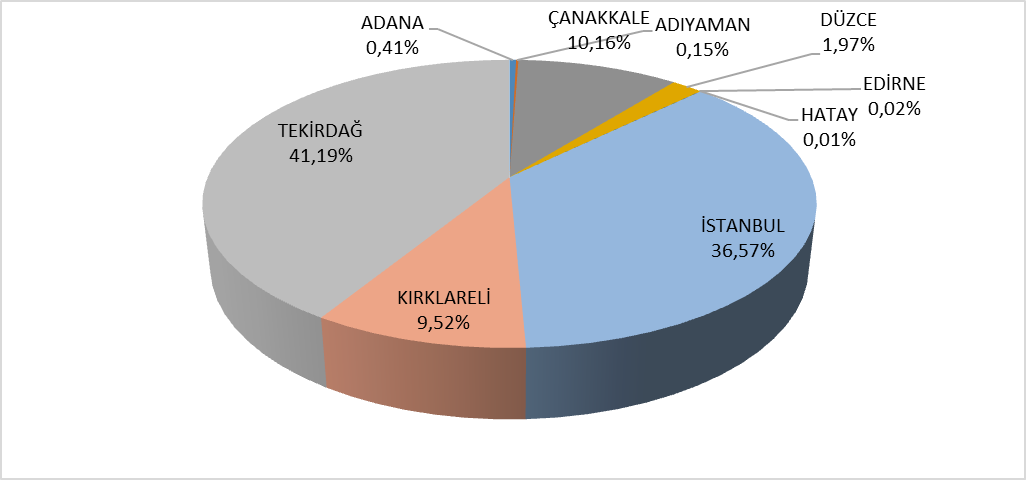 ADANA
0,41%
ÇANAKKALE
10,16%
ADIYAMAN
0,15%
DÜZCE
1,97%
EDİRNE
0,02%
HATAY
0,01%
TEKİRDAĞ
41,19%
İSTANBUL
36,57%
KIRKLARELİ
9,52%